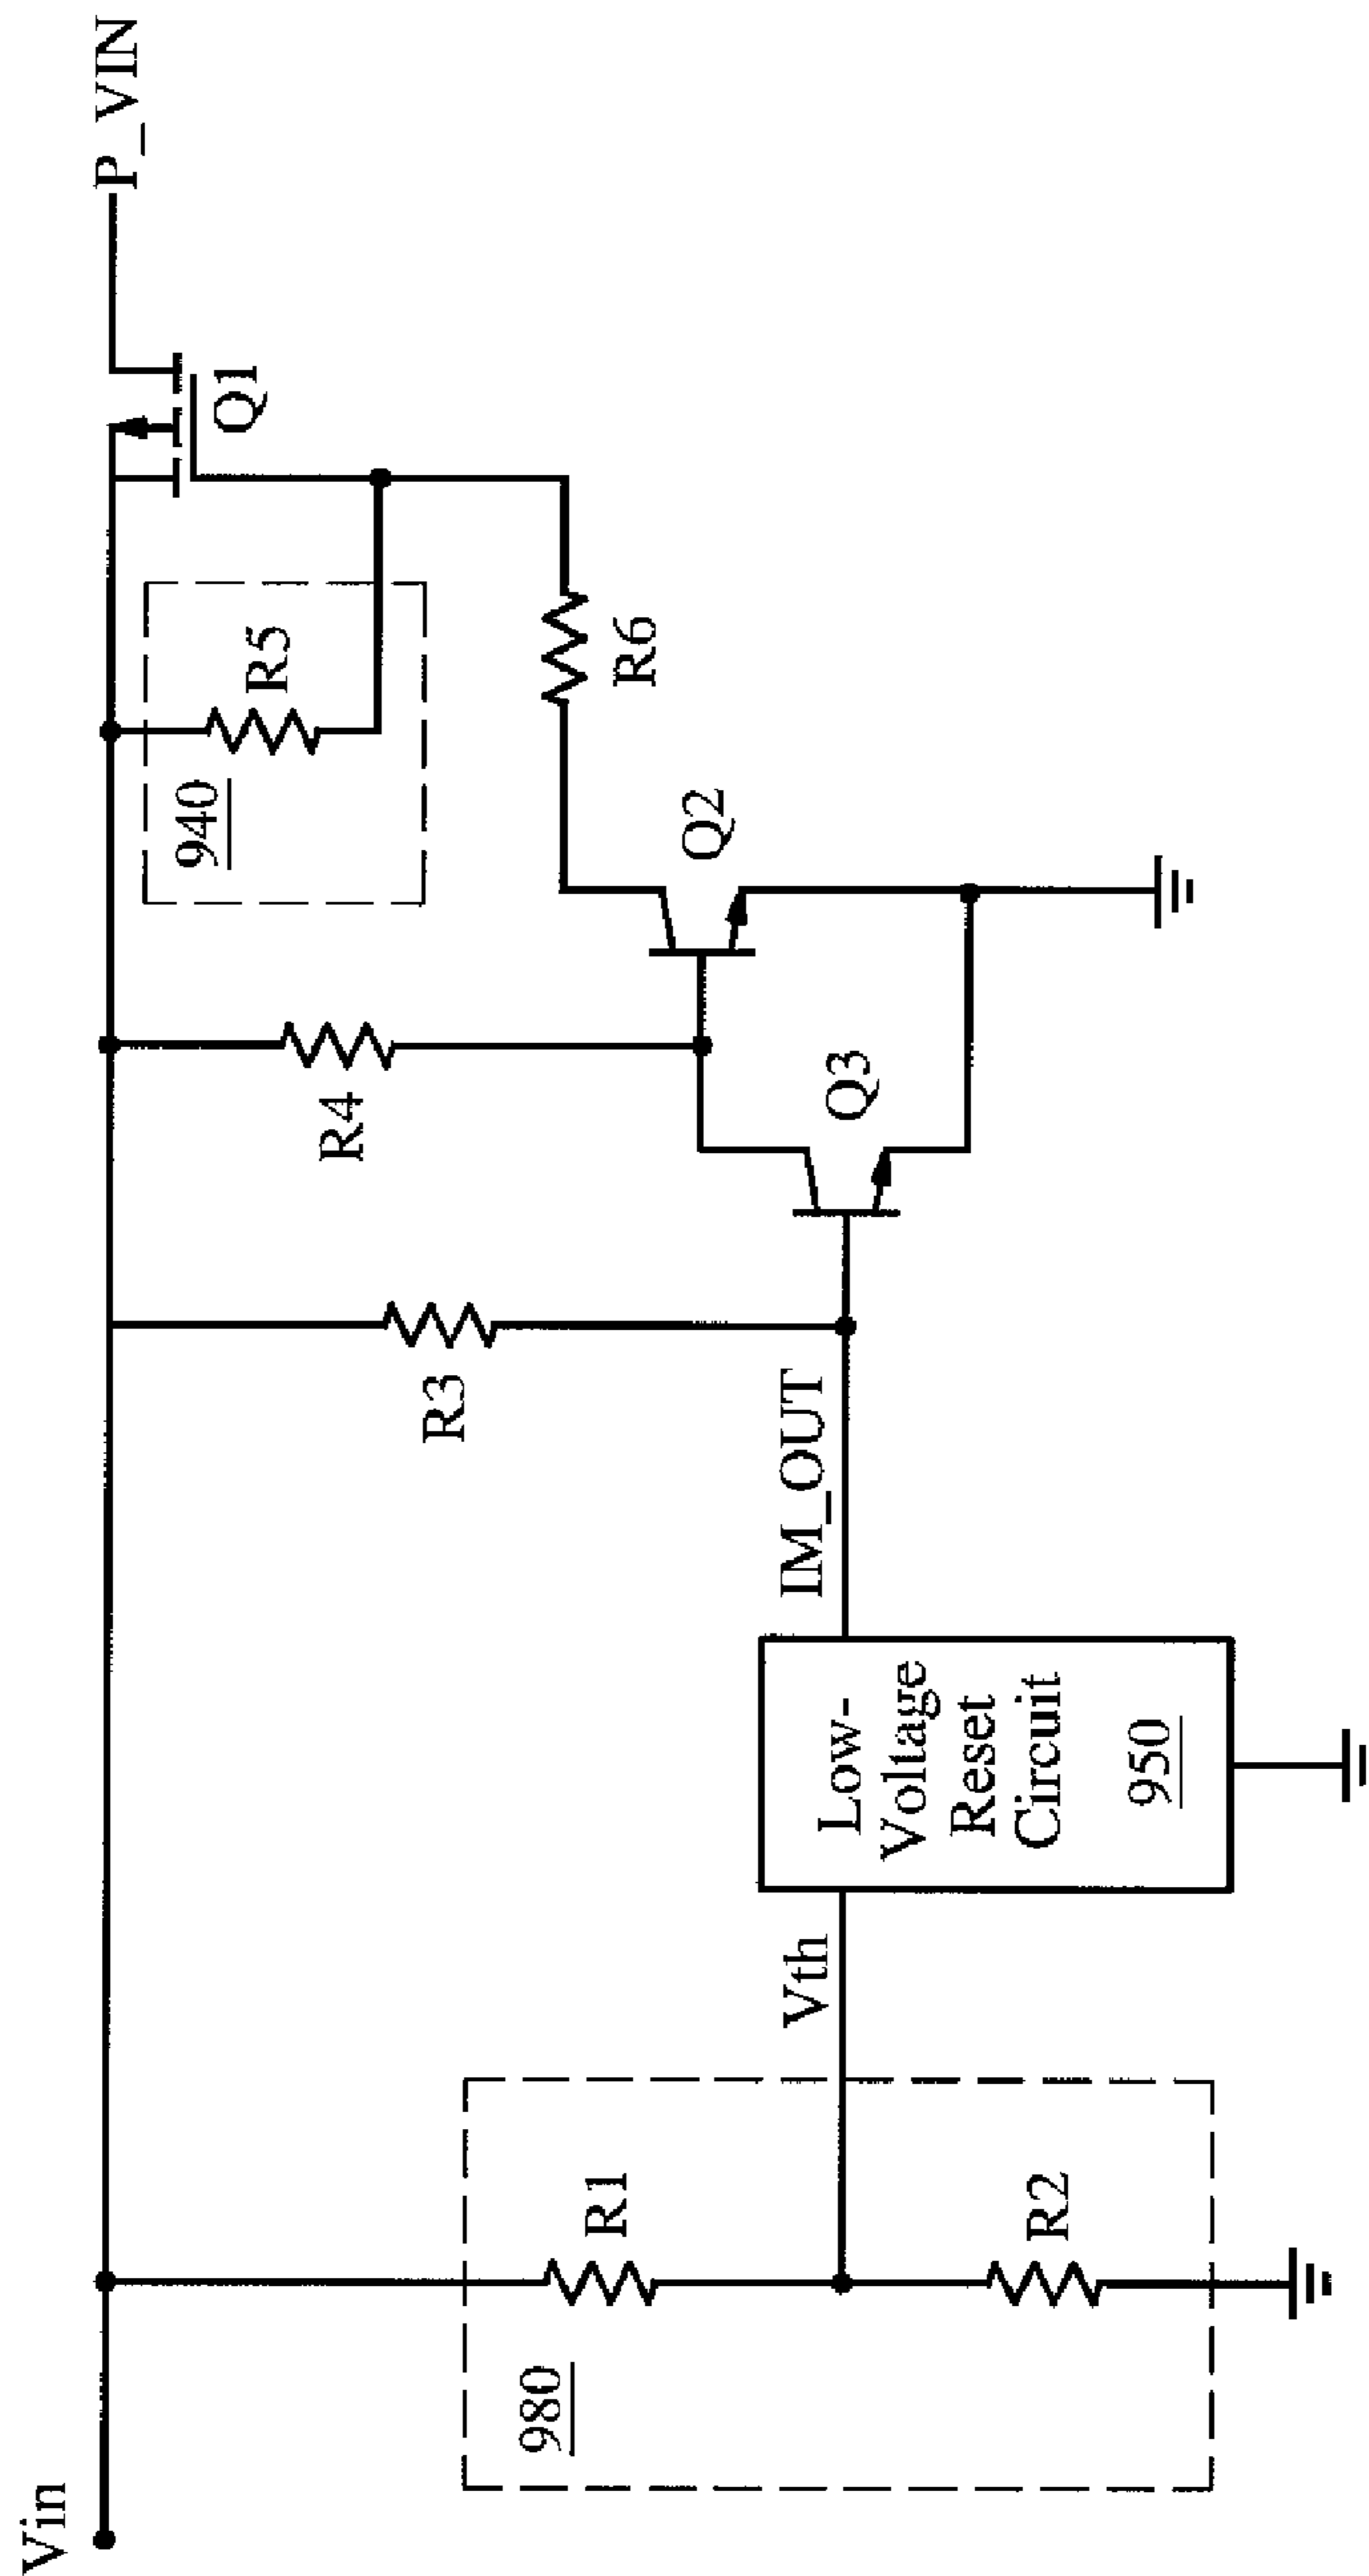 Vin
P_VIN
Q1
R5
940
R6
Q2
R4
Q3
R3
IM_OUT
Low-
Voltage
Reset
Circuit
950
Vth
R1
R2
980